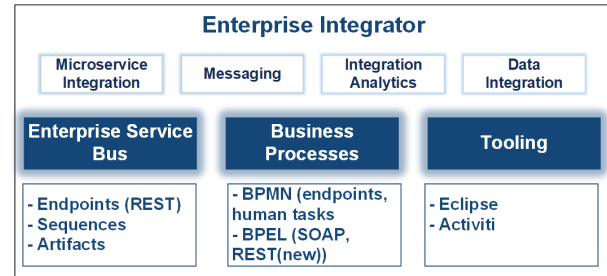 Enterprise Integrator
Microservice
Integration
Messaging
Integration
Analytics
Data
Integration
Enterprise Service
Bus
Business
Processes
Tooling
- Endpoints (REST)
- Sequences
- Artifacts
- BPMN (endpoints,
human tasks
- BPEL (SOAP,
REST(new))
- Eclipse
- Activiti